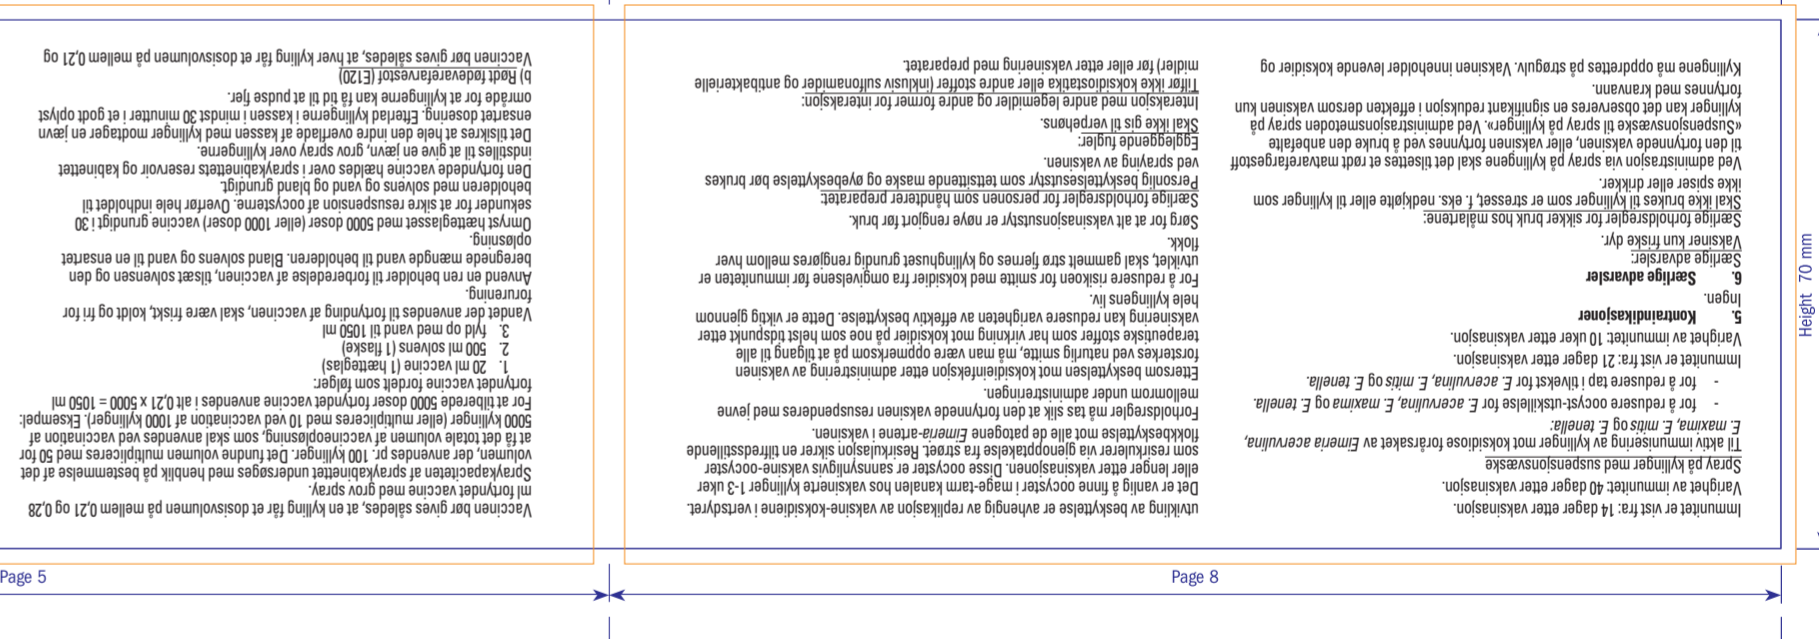 Immunitet er vist fra: 14 dager etter vaksinasjon.
Varighet av immunitet: 40 dager etter vaksinasjon.
Spray på kyllinger med suspensjonsvæske
Til aktiv immunisering av kyllinger mot koksidiose forårsaket av Eimeria acervulina,
E. maxima, E. mitis og E. tenella:
- for å redusere oocyst-utskillelse for E. acervulina, E. maxima og E. tenella.
- for å redusere tap i tilvekst for E. acervulina, E. mitis og E. tenella.
Immunitet er vist fra: 21 dager etter vaksinasjon.
Varighet av immunitet: 10 uker etter vaksinasjon.
5. Kontraindikasjoner
Ingen.
6. Særlige advarsler
Særlige advarsler:
Vaksiner kun friske dyr.
Særlige forholdsregler for sikker bruk hos målartene:
Skal ikke brukes til kyllinger som er stresset, f. eks. nedkjølte eller til kyllinger som
ikke spiser eller drikker.
Ved administrasjon via spray på kyllingene skal det tilsettes et rødt matvarefargestoff
til den fortynnede vaksinen, eller vaksinen fortynnes ved å bruke den anbefalte
«Suspensjonsvæske til spray på kyllinger». Ved administrasjonsmetoden spray på
kyllinger kan det observeres en signifikant reduksjon i effekten dersom vaksinen kun
fortynnes med kranvann.
Kyllingene må oppdrettes på strøgulv. Vaksinen inneholder levende koksidier og
utvikling av beskyttelse er avhengig av replikasjon av vaksine-koksidiene i vertsdyret.
Det er vanlig å finne oocyster i mage-tarm kanalen hos vaksinerte kyllinger 1-3 uker
eller lenger etter vaksinasjonen. Disse oocyster er sannsynligvis vaksine-oocyster
som resirkulerer via gjenopptakelse fra strøet. Resirkulasjon sikrer en tilfredsstillende
flokkbeskyttelse mot alle de patogene Eimeria-artene i vaksinen.
Forholdsregler må tas slik at den fortynnede vaksinen resuspenderes med jevne
mellomrom under administreringen.
Ettersom beskyttelsen mot koksidieinfeksjon etter administrering av vaksinen
forsterkes ved naturlig smitte, må man være oppmerksom på at tilgang til alle
terapeutiske stoffer som har virkning mot koksidier på noe som helst tidspunkt etter
vaksinering kan redusere varigheten av effektiv beskyttelse. Dette er viktig gjennom
hele kyllingens liv.
For å redusere risikoen for smitte med koksidier fra omgivelsene før immuniteten er
utviklet, skal gammelt strø fjernes og kyllinghuset grundig rengjøres mellom hver
flokk.
Sørg for at alt vaksinasjonsutstyr er nøye rengjort før bruk.
Særlige forholdsregler for personen som håndterer preparatet:
Personlig beskyttelsesutstyr som tettsittende maske og øyebeskyttelse bør brukes
ved spraying av vaksinen.
Eggleggende fugler:
Skal ikke gis til verpehøns.
Interaksjon med andre legemidler og andre former for interaksjon:
Tilfør ikke koksidiostatika eller andre stoffer (inklusiv sulfonamider og antibakterielle
midler) før eller etter vaksinering med preparatet.
Vaccinen bør gives således, at en kylling får et dosisvolumen på mellem 0,21 og 0,28
ml fortyndet vaccine med grov spray.
Spraykapaciteten af spraykabinettet undersøges med henblik på bestemmelse af det
volumen, der anvendes pr. 100 kyllinger. Det fundne volumen multipliceres med 50 for
at få det totale volumen af vaccineopløsning, som skal anvendes ved vaccination af
5000 kyllinger (eller multipliceres med 10 ved vaccination af 1000 kyllinger). Eksempel:
For at tilberede 5000 doser fortyndet vaccine anvendes i alt 0,21 x 5000 = 1050 ml
fortyndet vaccine fordelt som følger:
1. 20 ml vaccine (1 hætteglas)
2. 500 ml solvens (1 flaske)
3. fyld op med vand til 1050 ml
Vandet der anvendes til fortynding af vaccinen, skal være friskt, koldt og fri for
forurening.
Anvend en ren beholder til forberedelse af vaccinen, tilsæt solvensen og den
beregnede mængde vand til beholderen. Bland solvens og vand til en ensartet
opløsning.
Omryst hætteglasset med 5000 doser (eller 1000 doser) vaccine grundigt i 30
sekunder for at sikre resuspension af oocysterne. Overfør hele indholdet til
beholderen med solvens og vand og bland grundigt.
Den fortyndede vaccine hældes over i spraykabinettets reservoir og kabinettet
indstilles til at give en jævn, grov spray over kyllingerne.
Det tilsikres at hele den indre overflade af kassen med kyllinger modtager en jævn
ensartet dosering. Efterlad kyllingerne i kassen i mindst 30 minutter i et godt oplyst
område for at kyllingerne kan få tid til at pudse fjer.
b) Rødt fødevarefarvestof (E120)
Vaccinen bør gives således, at hver kylling får et dosisvolumen på mellem 0,21 og
Page 5
Page 8
Height 70 mm